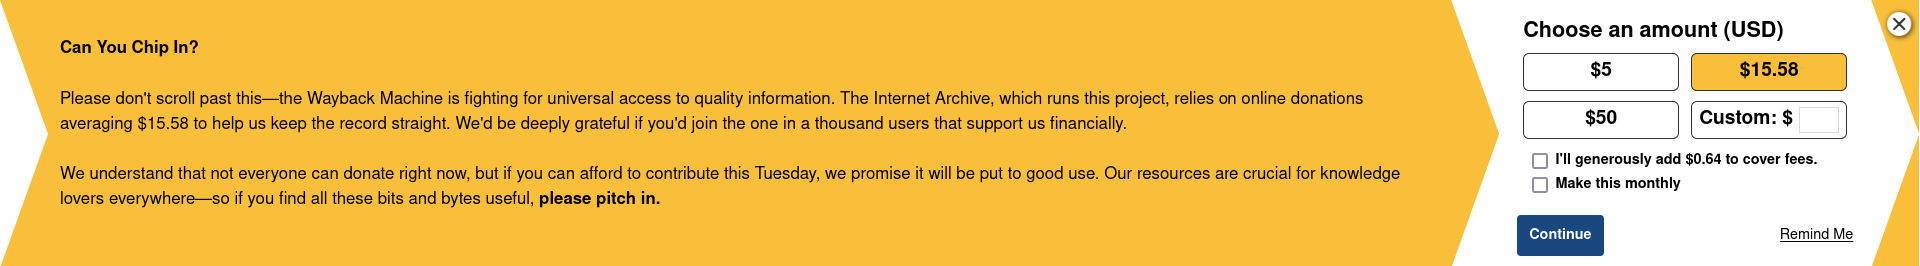 Can You Chip In?
Please don't scroll past this—the Wayback Machine is fighting for universal access to quality information. The Internet Archive, which runs this project, relies on online donations
averaging $15.58 to help us keep the record straight. We'd be deeply grateful if you'd join the one in a thousand users that support us financially.
We understand that not everyone can donate right now, but if you can afford to contribute this Tuesday, we promise it will be put to good use. Our resources are crucial for knowledge
lovers everywhere—so if you find all these bits and bytes useful, please pitch in.
Choose an amount (USD)
$5
$15.58
$50
Custom: $
I'll generously add $0.64 to cover fees.
Make this monthly
Continue
Remind Me